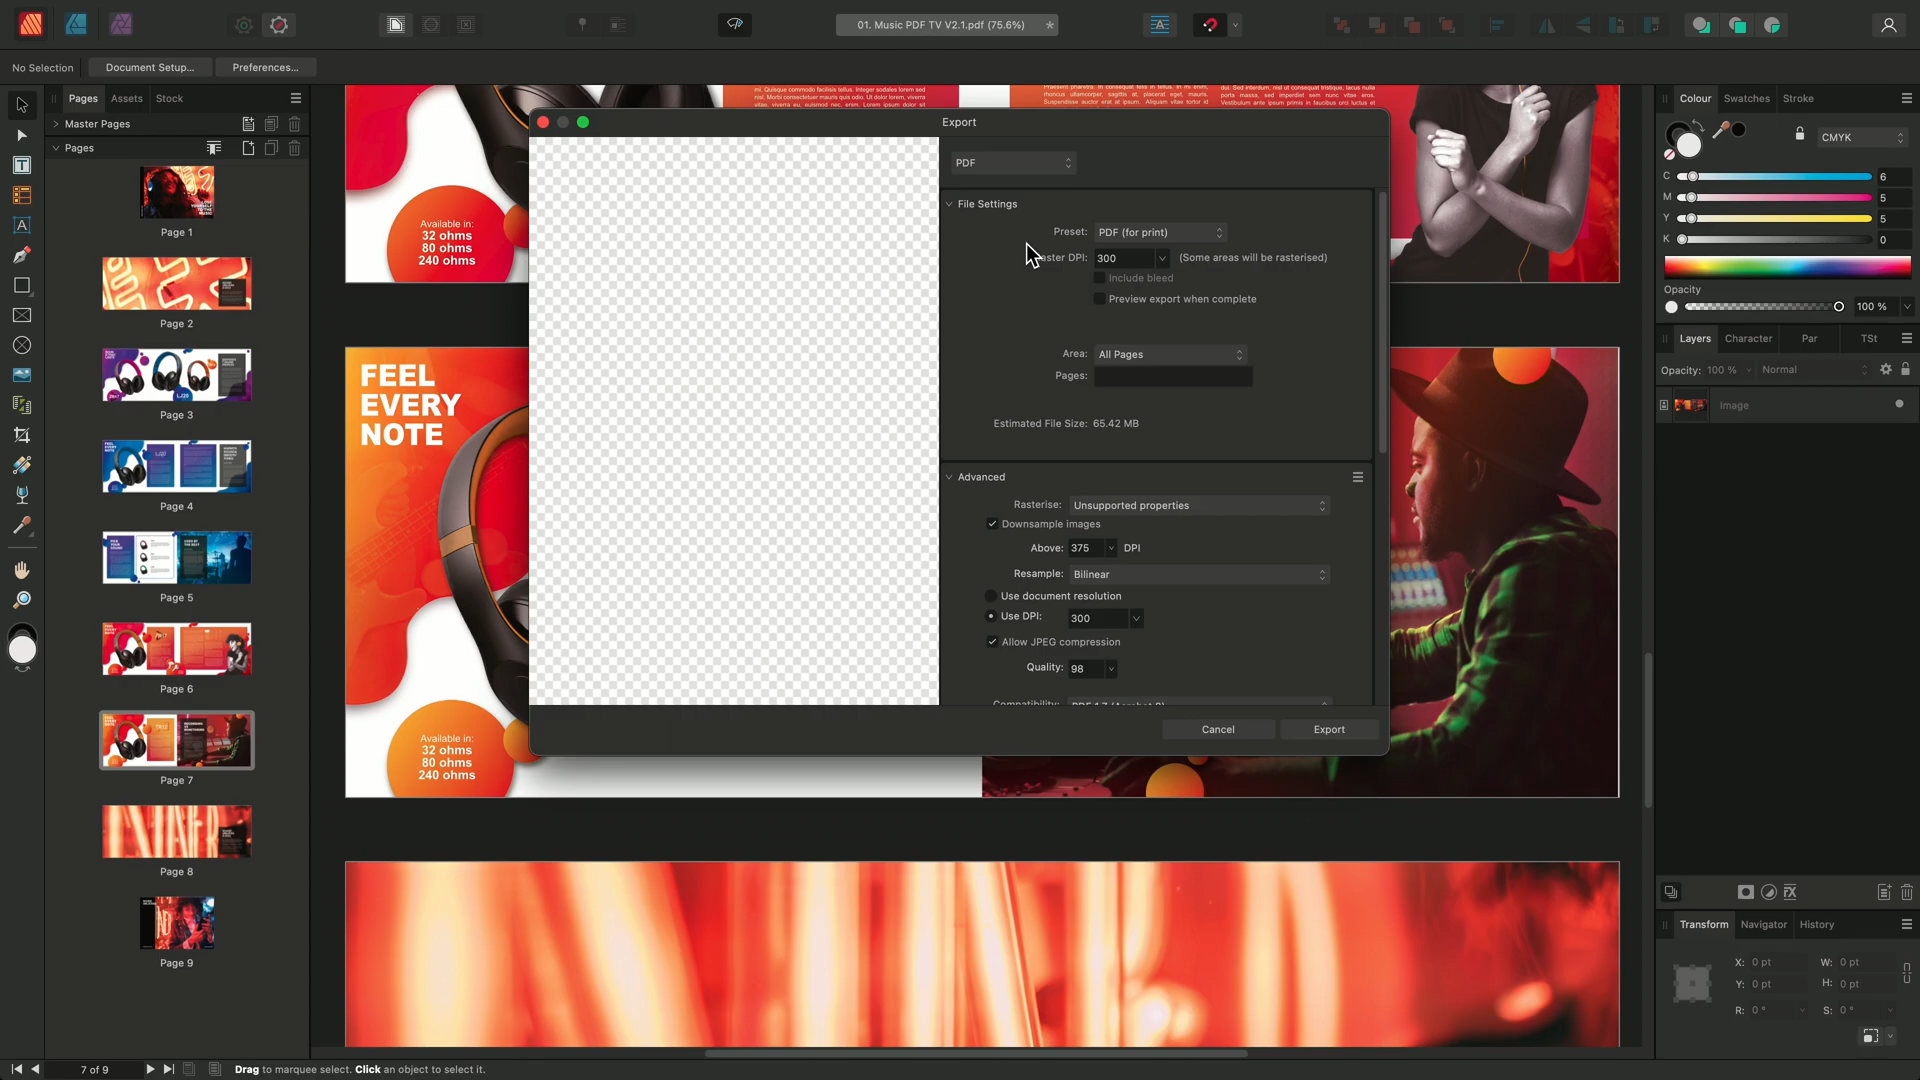 01. Music PDF TV V2.1.pdf (75.6%)
No Selection
Document Setup...
Preferences...
Pages
Assets
Stock
Master Pages
Pages
Page 1
Page 2
Page 3
Page 4
Page 5
Page 6
Page 7
Page 8
Page 9
Available in:
32 ohms
80 ohms
240 ohms
FEEL
EVERY
NOTE
Available in:
32 ohms
80 ohms
240 ohms
Export
PDF
File Settings
Preset: PDF (for print)
aster DPI: 300 (Some areas will be rasterised)
Include bleed
Preview export when complete
Area: All Pages
Pages:
Estimated File Size: 65.42 MB
Advanced
Rasterise: Unsupported properties
Downsample images
Above: 375 DPI
Resample: Bilinear
Use document resolution
Use DPI: 300
Allow JPEG compression
Quality: 98
Cancel
Export
Colour
Swatches
Stroke
CMYK
C 6
M 5
Y 5
K 0
Opacity
100 %
Layers
Character
Par
TSt
Opacity: 100 % Normal
Image
Transform
Navigator
History
X: 0 pt W: 0 pt
Y: 0 pt H: 0 pt
R: 0 ° S: 0 °
7 of 9
Drag to marquee select. Click an object to select it.